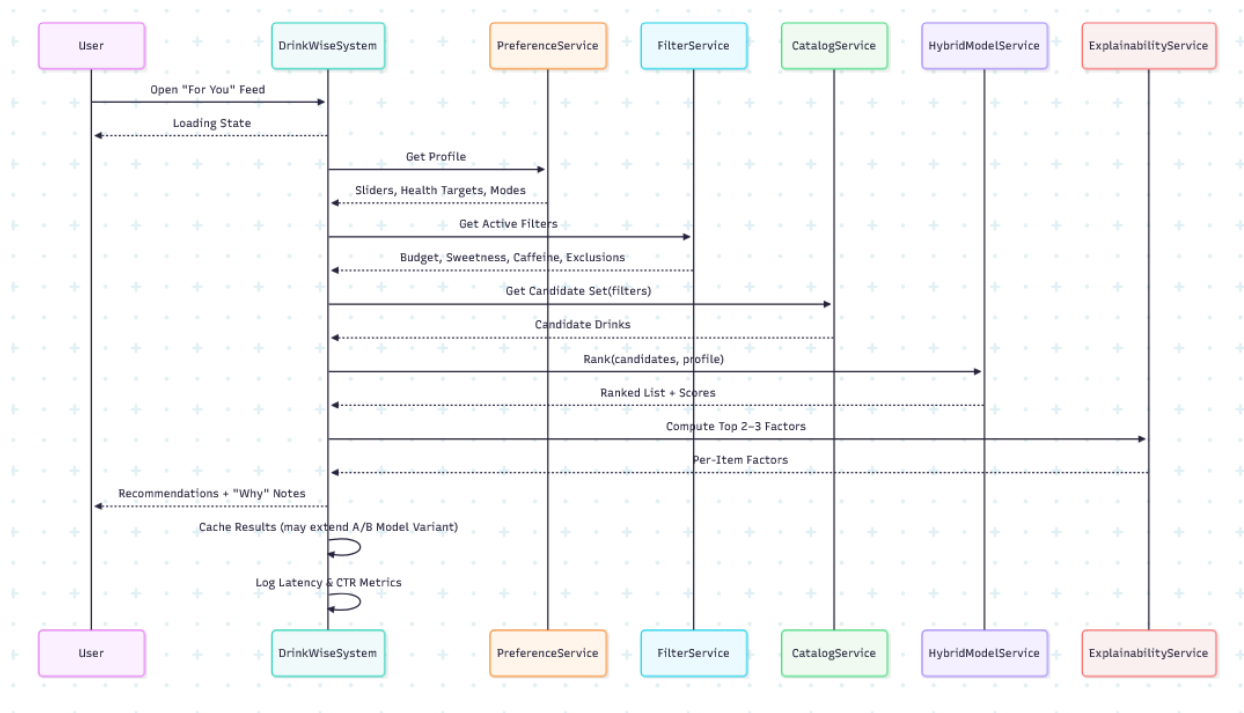 User
DrinkWiseSystem
PreferenceService
FilterService
CatalogService
HybridModelService
ExplainabilityService
Open "For You" Feed
Loading State
Get Profile
Sliders, Health Targets, Modes
Get Active Filters
Budget, Sweetness, Caffeine, Exclusions
Get Candidate Set(filters)
Candidate Drinks
Rank(candidates, profile)
Ranked List + Scores
Compute Top 2–3 Factors
Per-Item Factors
Recommendations + "Why" Notes
Cache Results (may extend A/B Model Variant)
Log Latency & CTR Metrics
User
DrinkWiseSystem
PreferenceService
FilterService
CatalogService
HybridModelService
ExplainabilityService